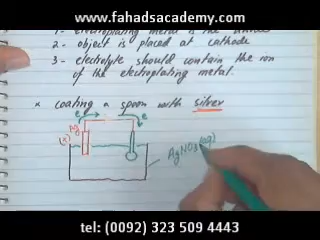 www.fahadsacademy.com
1- electroplating metal is the anode
2- object is placed at cathode
3- electrolyte should contain the ion
of the electroplating metal.
x coating a spoon with silver
e e
Ag
(+)
AgNO3(aq)
tel: (0092) 323 509 4443